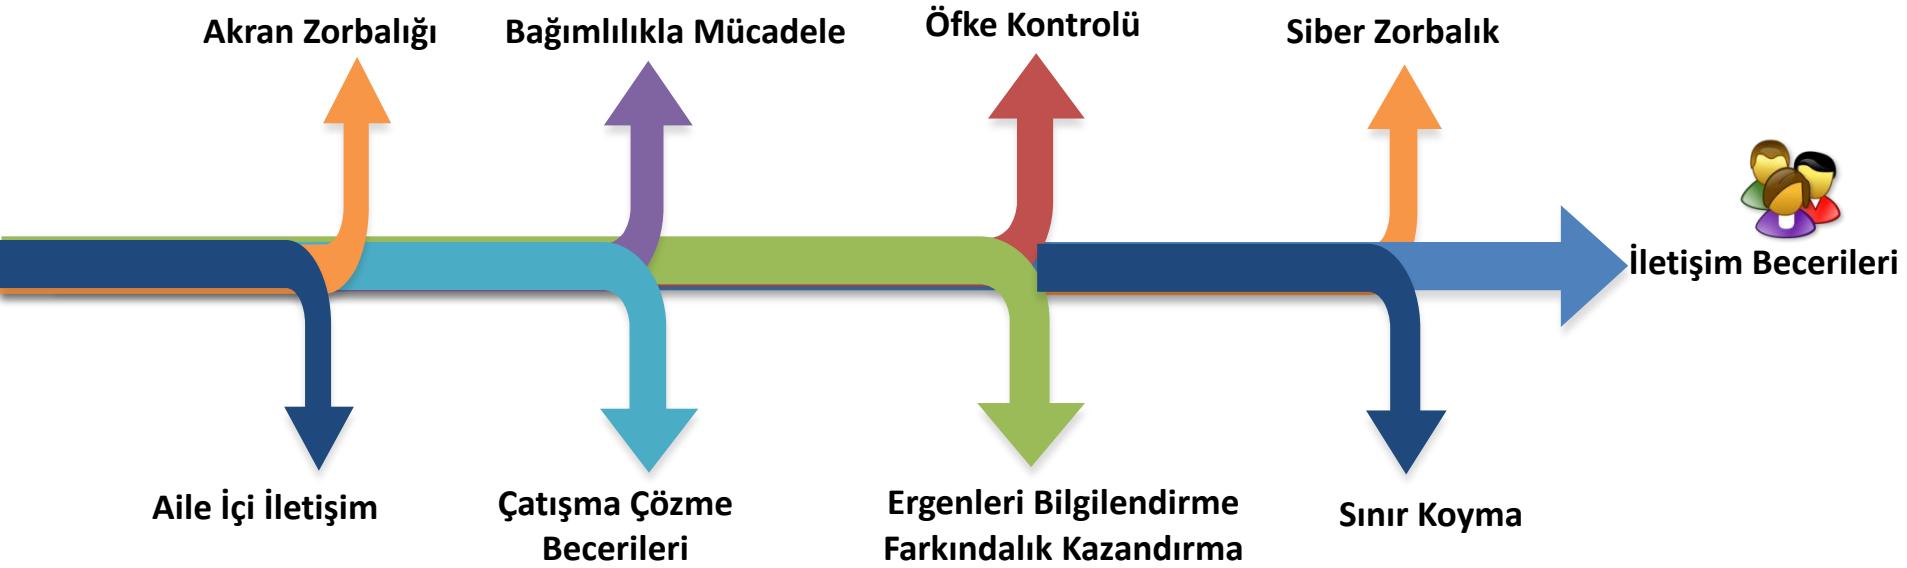 Akran Zorbalığı
Bağımlılıkla Mücadele
Öfke Kontrolü
Siber Zorbalık
İletişim Becerileri
Aile İçi İletişim
Çatışma Çözme
Becerileri
Ergenleri Bilgilendirme
Farkındalık Kazandırma
Sınır Koyma